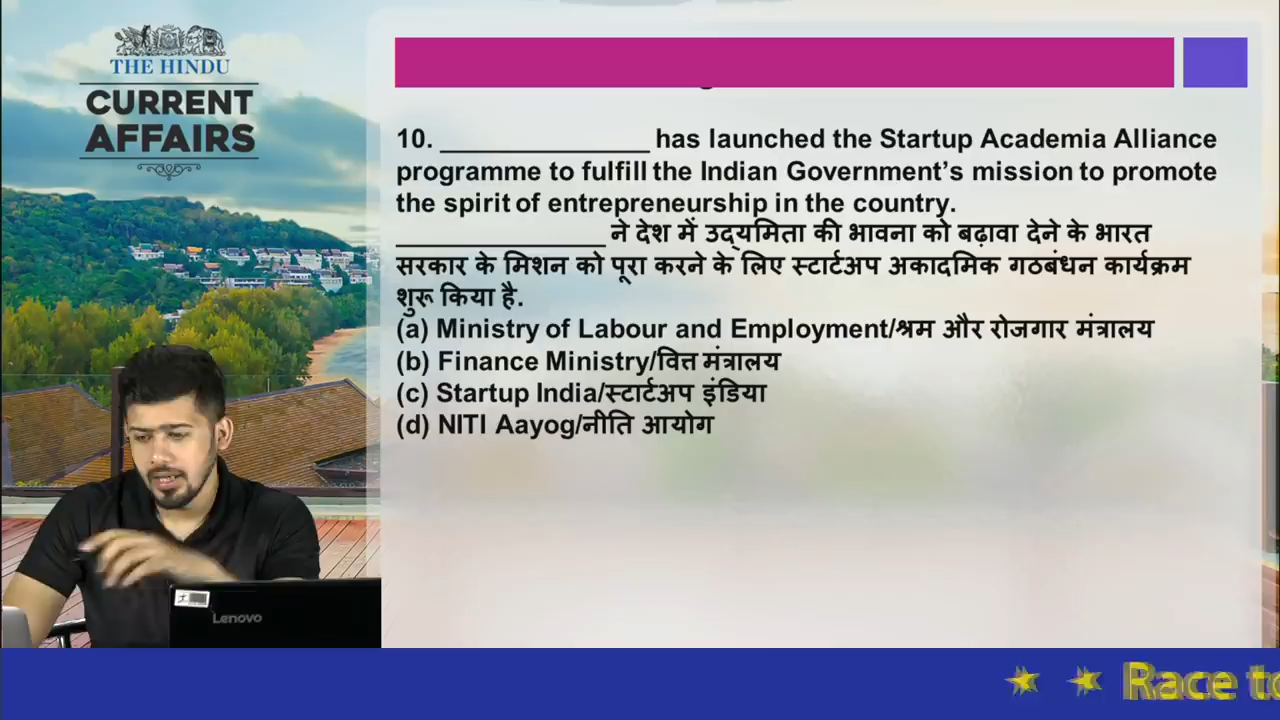 THE HINDU
CURRENT
AFFAIRS
10. ______________ has launched the Startup Academia Alliance
programme to fulfill the Indian Government's mission to promote
the spirit of entrepreneurship in the country.
______________ ने देश में उद्यमिता की भावना को बढ़ावा देने के भारत
सरकार के मिशन को पूरा करने के लिए स्टार्टअप अकादमिक गठबंधन कार्यक्रम
शुरू किया है.
(a) Ministry of Labour and Employment/श्रम और रोजगार मंत्रालय
(b) Finance Ministry/वित्त मंत्रालय
(c) Startup India/स्टार्टअप इंडिया
(d) NITI Aayog/नीति आयोग
Lenovo
Race to